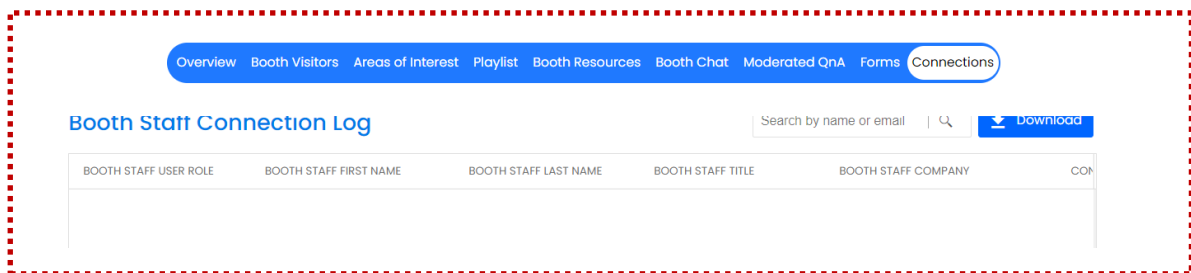 Overview Booth Visitors Areas of Interest Playlist Booth Resources Booth Chat Moderated QnA Forms Connections
Booth Staff Connection Log Search by name or email Download
BOOTH STAFF USER ROLE BOOTH STAFF FIRST NAME BOOTH STAFF LAST NAME BOOTH STAFF TITLE BOOTH STAFF COMPANY